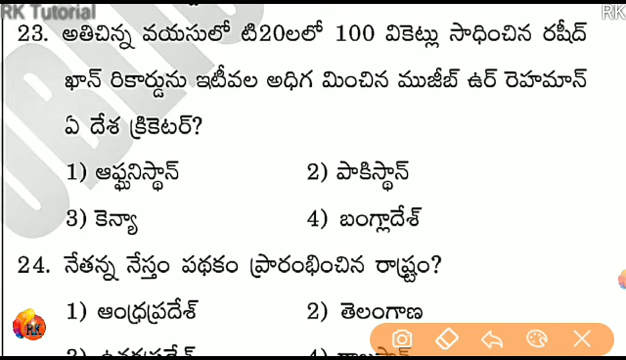 RK Tutorial
RK
23. అతిచిన్న వయసులో టి20లలో 100 వికెట్లు సాధించిన రషీద్
ఖాన్ రికార్డును ఇటీవల అధిగ మించిన ముజీబ్ ఉర్ రెహమాన్
ఏ దేశ క్రికెటర్?
1) ఆఫ్ఘనిస్థాన్ 2) పాకిస్థాన్
3) కెన్యా 4) బంగ్లాదేశ్
24. నేతన్న నేస్తం పథకం ప్రారంభించిన రాష్ట్రం?
1) ఆంధ్రప్రదేశ్ 2) తెలంగాణ
RK